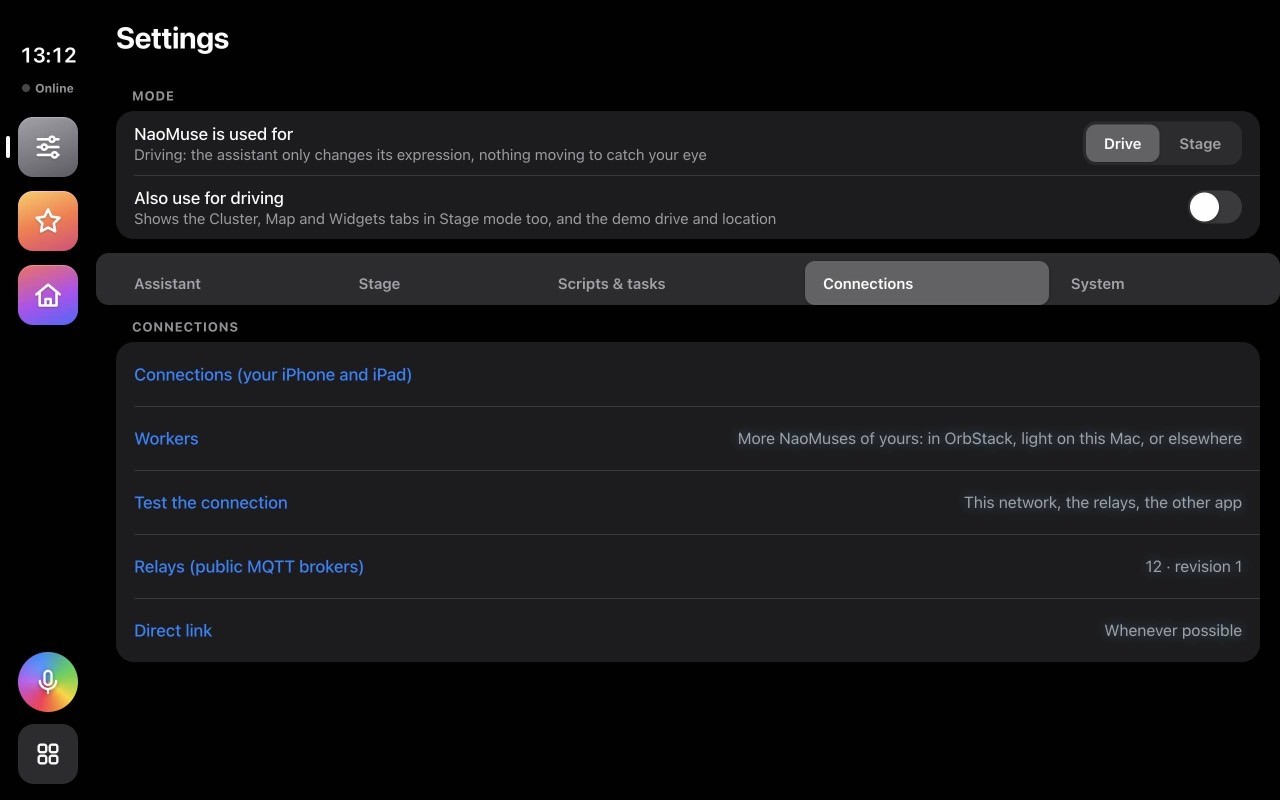 Settings
13:12
Online
MODE
NaoMuse is used for
Driving: the assistant only changes its expression, nothing moving to catch your eye
Drive
Stage
Also use for driving
Shows the Cluster, Map and Widgets tabs in Stage mode too, and the demo drive and location
Assistant
Stage
Scripts & tasks
Connections
System
CONNECTIONS
Connections (your iPhone and iPad)
Workers
More NaoMuses of yours: in OrbStack, light on this Mac, or elsewhere
Test the connection
This network, the relays, the other app
Relays (public MQTT brokers)
12 · revision 1
Direct link
Whenever possible